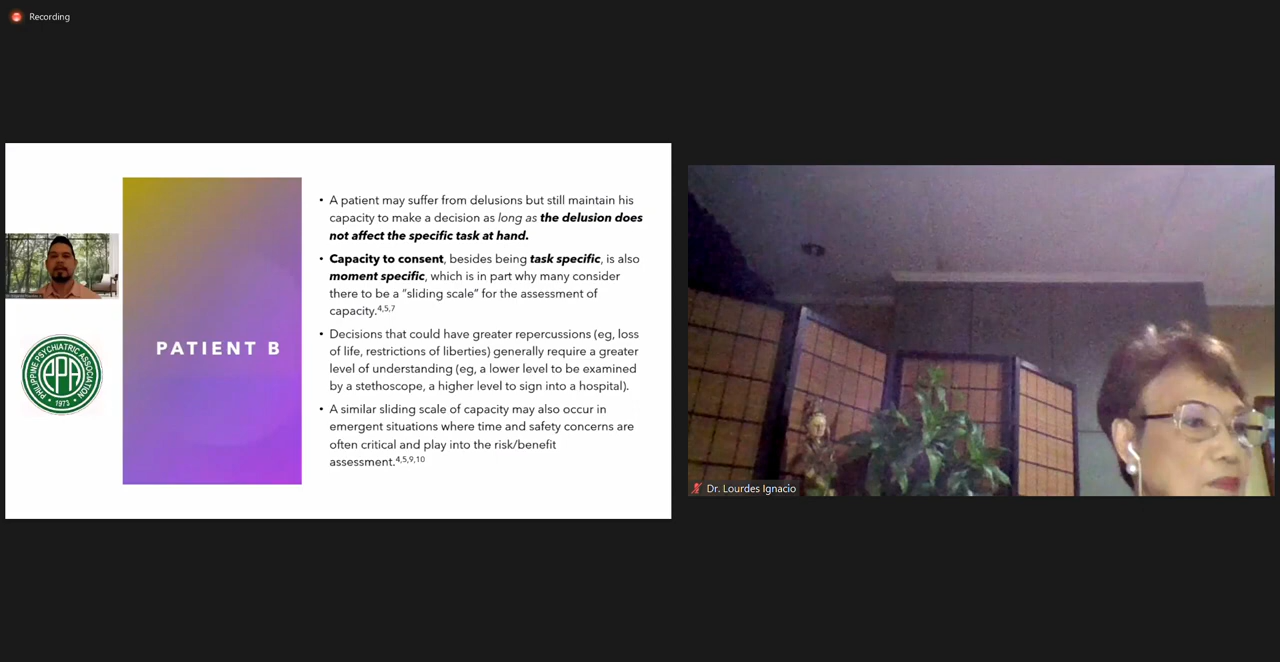 Recording
A patient may suffer from delusions but still maintain his
capacity to make a decision as long as the delusion does
not affect the specific task at hand.
Capacity to consent, besides being task specific, is also
moment specific, which is in part why many consider
there to be a "sliding scale" for the assessment of
capacity.4,5,7
Decisions that could have greater repercussions (eg, loss
of life, restrictions of liberties) generally require a greater
level of understanding (eg, a lower level to be examined
by a stethoscope, a higher level to sign into a hospital).
A similar sliding scale of capacity may also occur in
emergent situations where time and safety concerns are
often critical and play into the risk/benefit
assessment.4,5,9,10
PATIENT B
PHILIPPINE PSYCHIATRIC ASSOCIATION
PPA
1973
Dr. Lourdes Ignacio